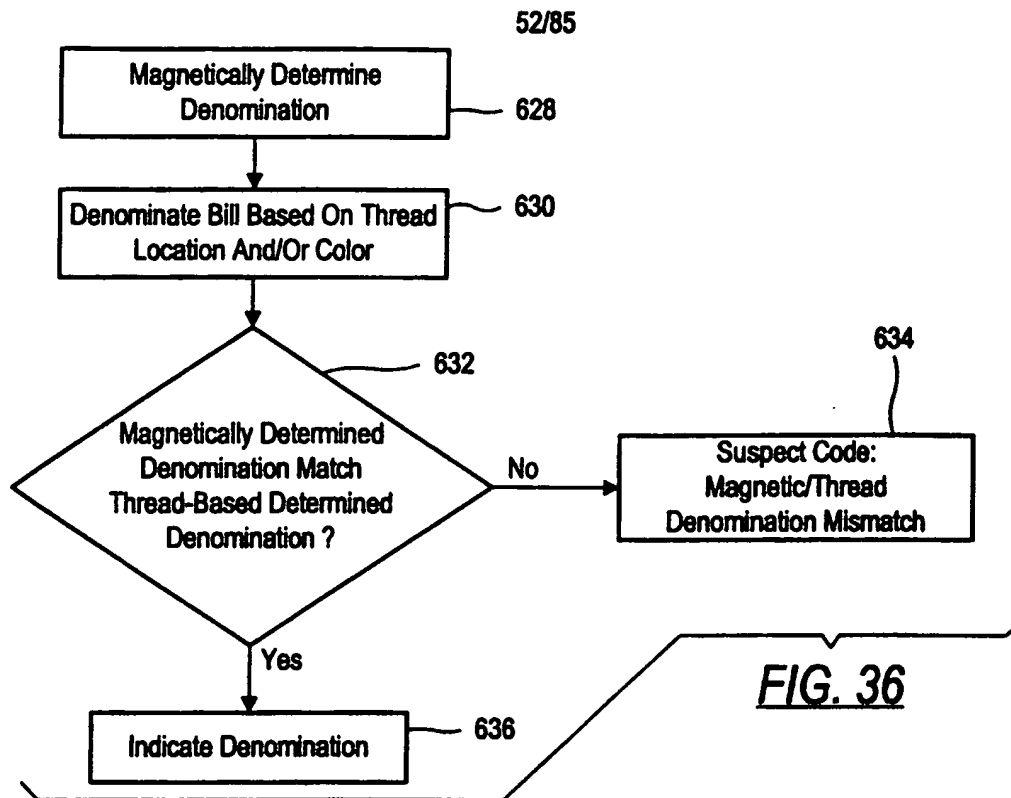 52/85
Magnetically Determine
Denomination
628
Denominate Bill Based On Thread
Location And/Or Color
630
632
Magnetically Determined
Denomination Match
Thread-Based Determined
Denomination ?
No
634
Suspect Code:
Magnetic/Thread
Denomination Mismatch
Yes
Indicate Denomination
636
FIG. 36